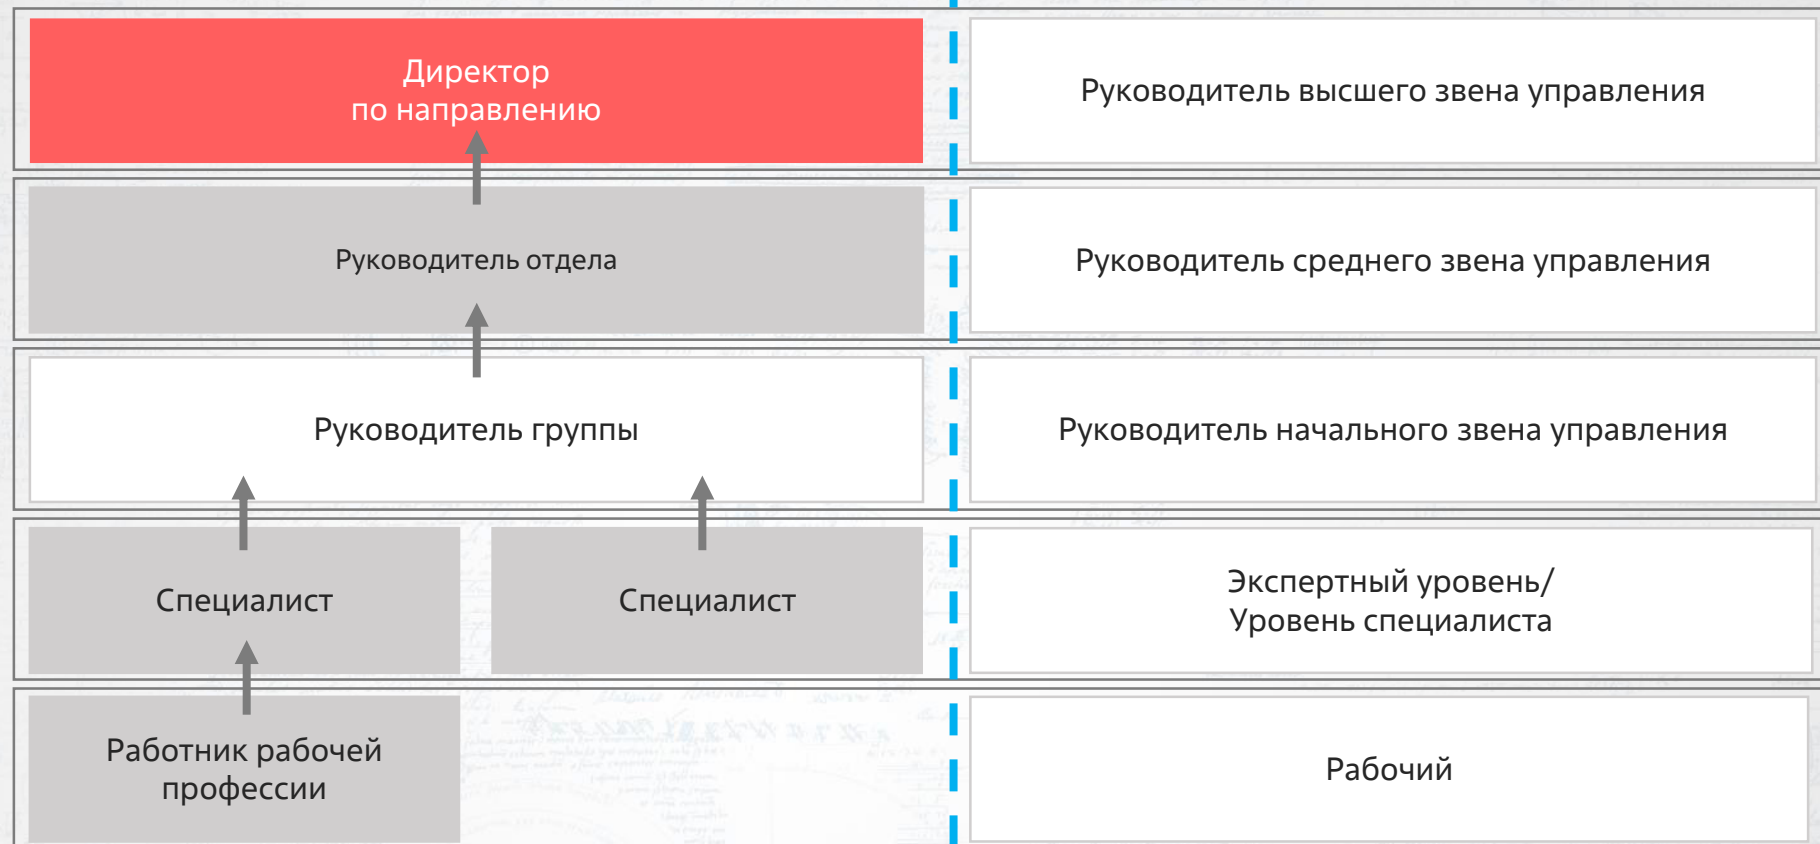 Директор
по направлению
Руководитель высшего звена управления
Руководитель отдела
Руководитель среднего звена управления
Руководитель группы
Руководитель начального звена управления
Специалист
Специалист
Экспертный уровень/
Уровень специалиста
Работник рабочей
профессии
Рабочий